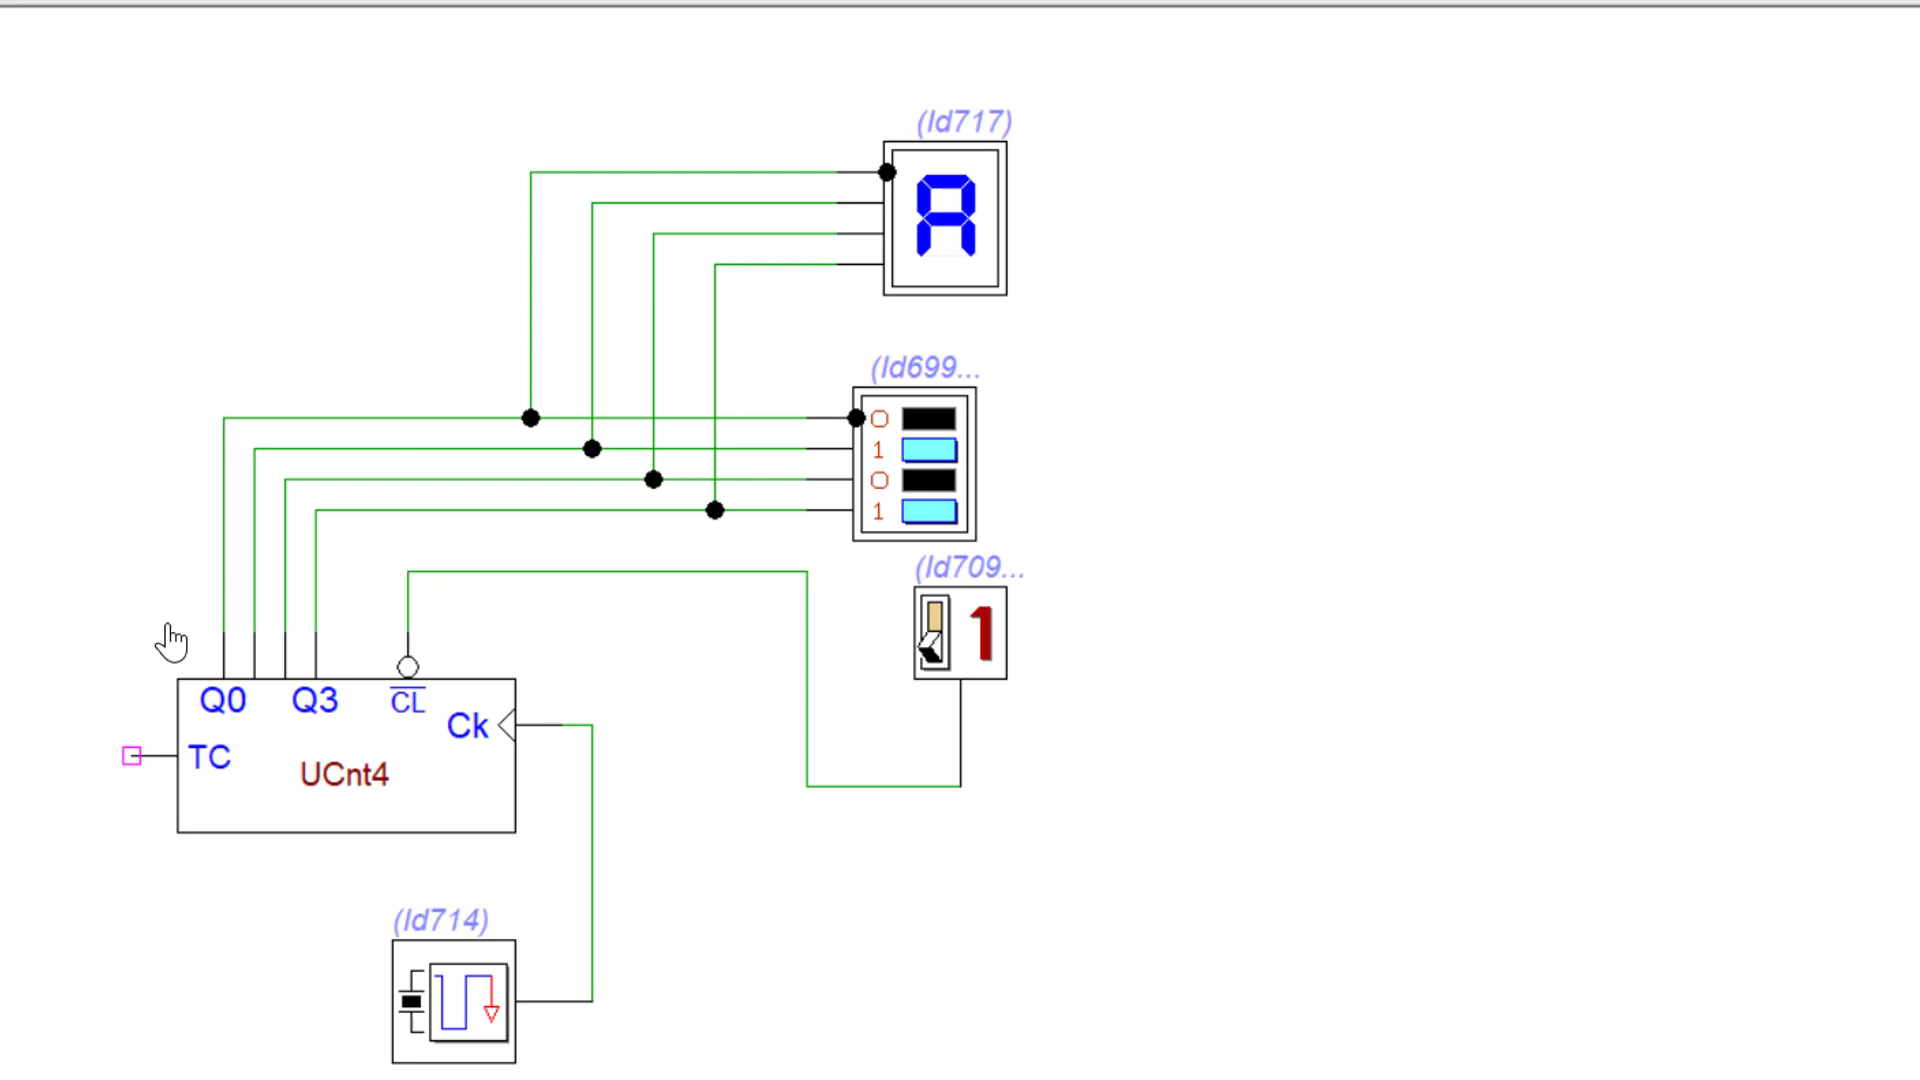 (Id717)
A
(Id699...
0
1
0
1
(Id709...
1
Q0 Q3 CL
Ck
TC
UCnt4
(Id714)